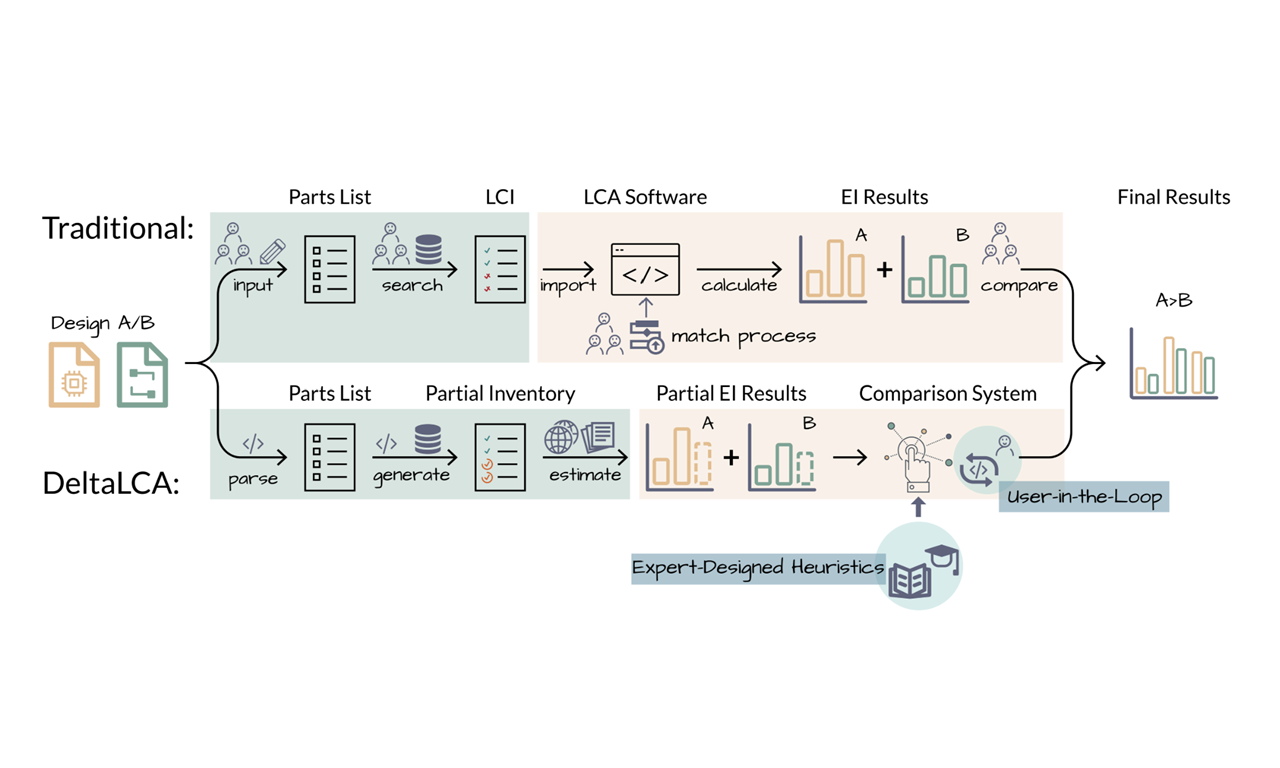 Parts List
LCI
LCA Software
EI Results
Final Results
Traditional:
A
B
input
search
import
</>
calculate
+
compare
match process
Design A/B
A>B
Parts List
Partial Inventory
Partial EI Results
Comparison System
DeltaLCA:
</>
parse
</>
generate
estimate
A
+
B
</>
User-in-the-Loop
Expert-Designed Heuristics